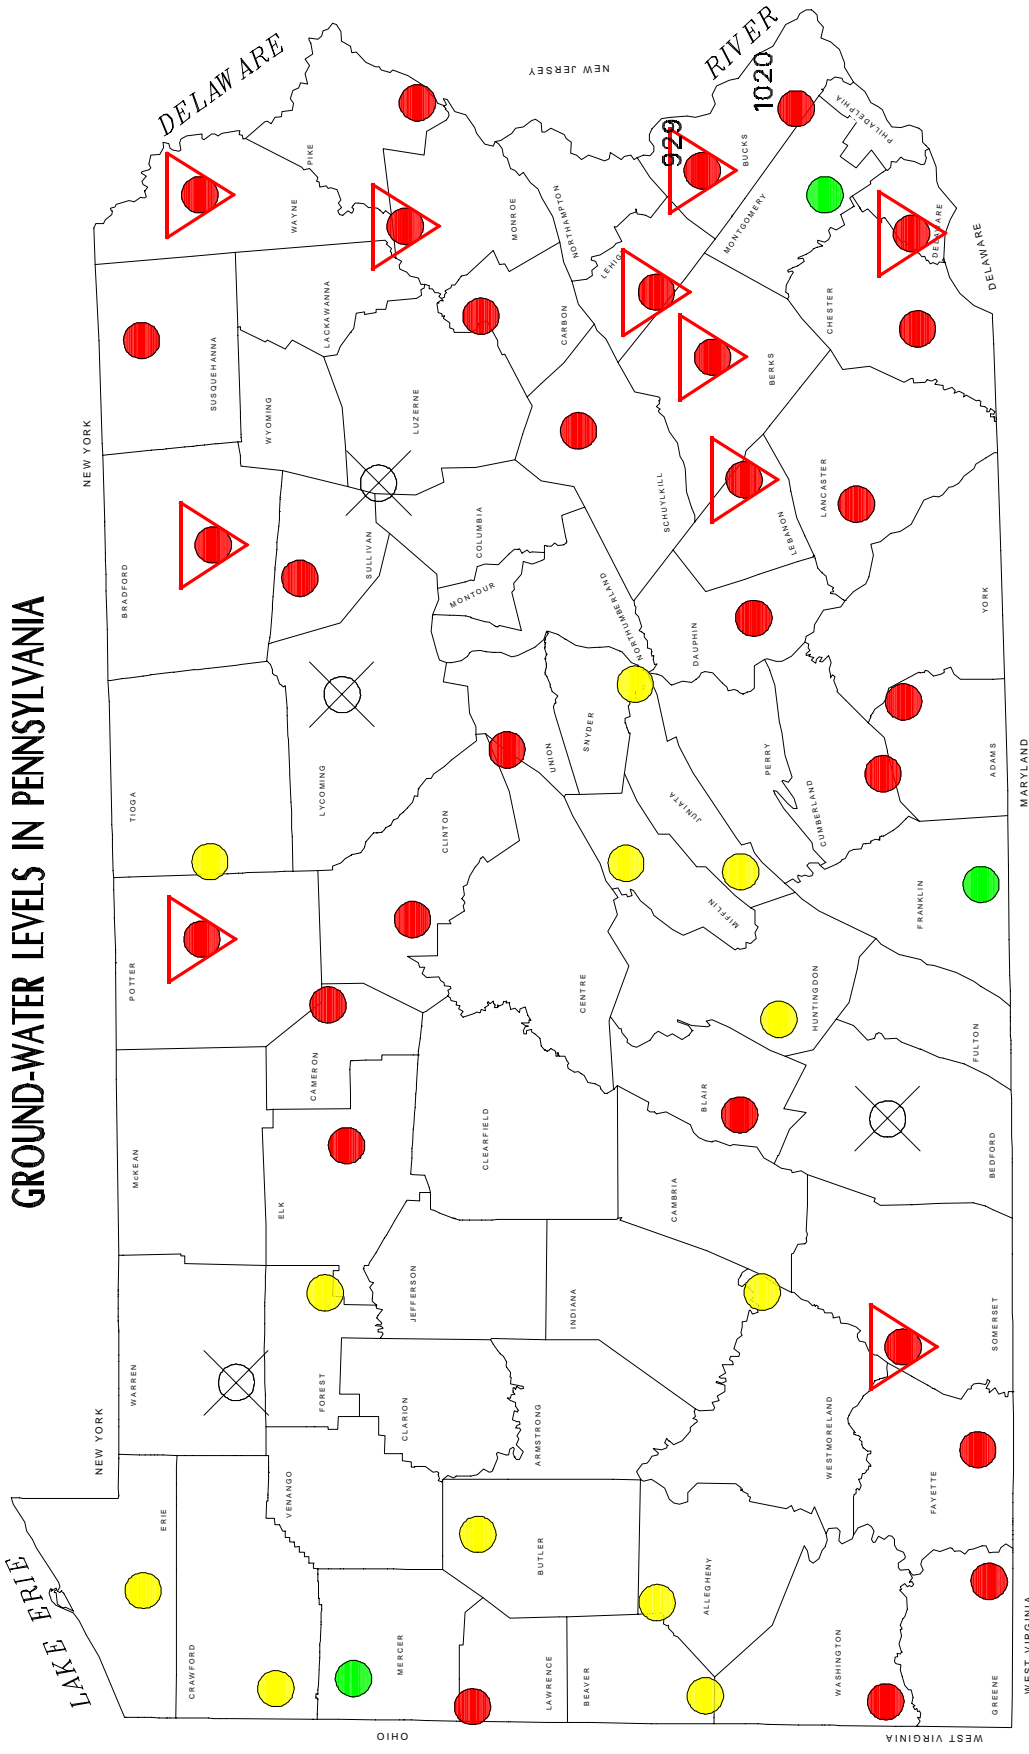 GROUND-WATER LEVELS IN PENNSYLVANIA
LAKE ERIE
NEW YORK
NEW YORK
DELAWARE
RIVER
NEW JERSEY
929
1020
ERIE
CRAWFORD
WARREN
McKEAN
POTTER
TIOGA
BRADFORD
SUSQUEHANNA
WAYNE
PIKE
WYOMING
LACKAWANNA
VENANGO
FOREST
ELK
CAMERON
CLINTON
LYCOMING
SULLIVAN
LUZERNE
MONROE
MERCER
CLARION
JEFFERSON
CLEARFIELD
CENTRE
UNION
MONTOUR
COLUMBIA
CARBON
NORTHAMPTON
LAWRENCE
BUTLER
ARMSTRONG
INDIANA
SNYDER
NORTHUMBERLAND
SCHUYLKILL
LEHIG
BEAVER
ALLEGHENY
WESTMORELAND
CAMBRIA
BLAIR
HUNTINGDON
MIFFLIN
JUNIATA
PERRY
DAUPHIN
LEBANON
BERKS
BUCKS
MONTGOMERY
PHILADELPHIA
WASHINGTON
GREENE
FAYETTE
SOMERSET
BEDFORD
FULTON
FRANKLIN
CUMBERLAND
ADAMS
YORK
LANCASTER
CHESTER
DELAWARE
DELAWARE
OHIO
WEST VIRGINIA
WEST VIRGINIA
MARYLAND